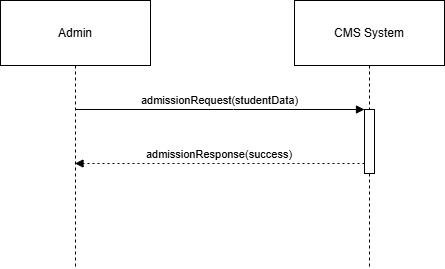 Admin
CMS System
admissionRequest(studentData)
admissionResponse(success)